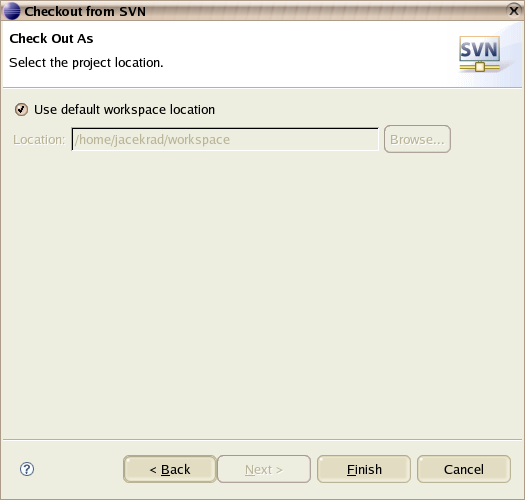 Checkout from SVN
Check Out As
Select the project location.
SVN
Use default workspace location
Location: /home/jacekrad/workspace Browse...
? < Back Next > Finish Cancel